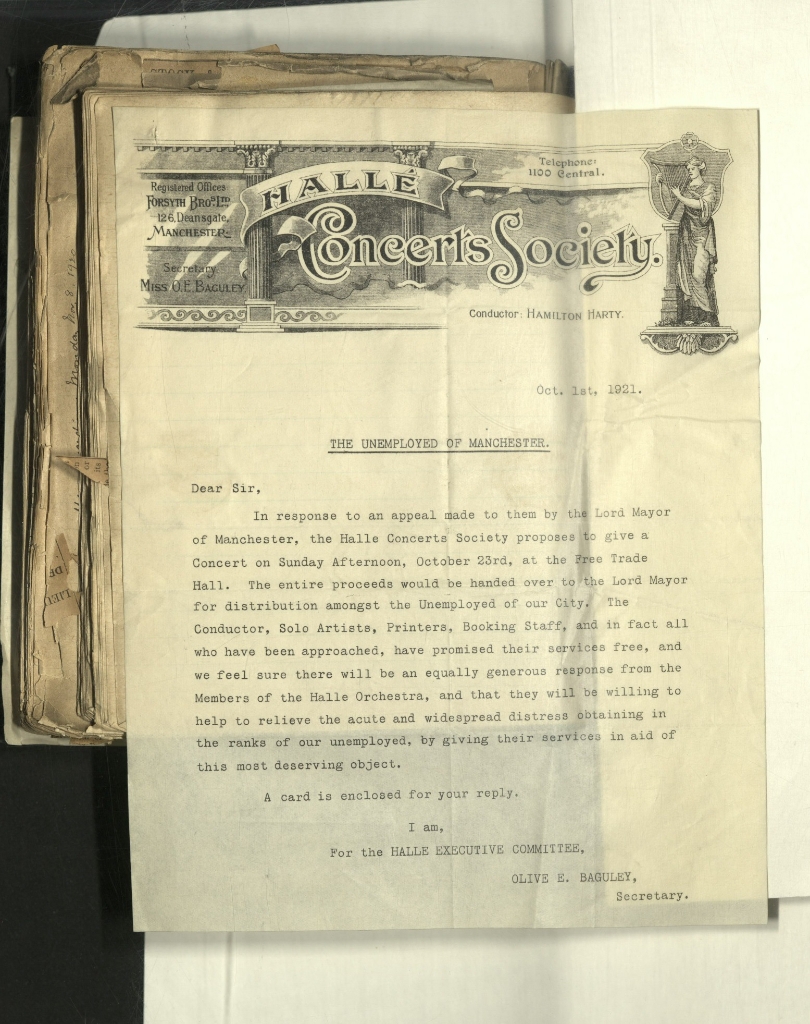 Registered Offices
FORSYTH BROS LTD
126, Deansgate,
MANCHESTER.
Secretary
MISS O. E. BAGULEY
HALLÉ
Concerts Society.
Telephone:
1100 Central.
Conductor: HAMILTON HARTY.
Oct. 1st, 1921.
THE UNEMPLOYED OF MANCHESTER.
Dear Sir,
In response to an appeal made to them by the Lord Mayor
of Manchester, the Halle Concerts Society proposes to give a
Concert on Sunday Afternoon, October 23rd, at the Free Trade
Hall. The entire proceeds would be handed over to the Lord Mayor
for distribution amongst the Unemployed of our City. The
Conductor, Solo Artists, Printers, Booking Staff, and in fact all
who have been approached, have promised their services free, and
we feel sure there will be an equally generous response from the
Members of the Halle Orchestra, and that they will be willing to
help to relieve the acute and widespread distress obtaining in
the ranks of our unemployed, by giving their services in aid of
this most deserving object.
A card is enclosed for your reply.
I am,
For the HALLE EXECUTIVE COMMITTEE,
OLIVE E. BAGULEY,
Secretary.